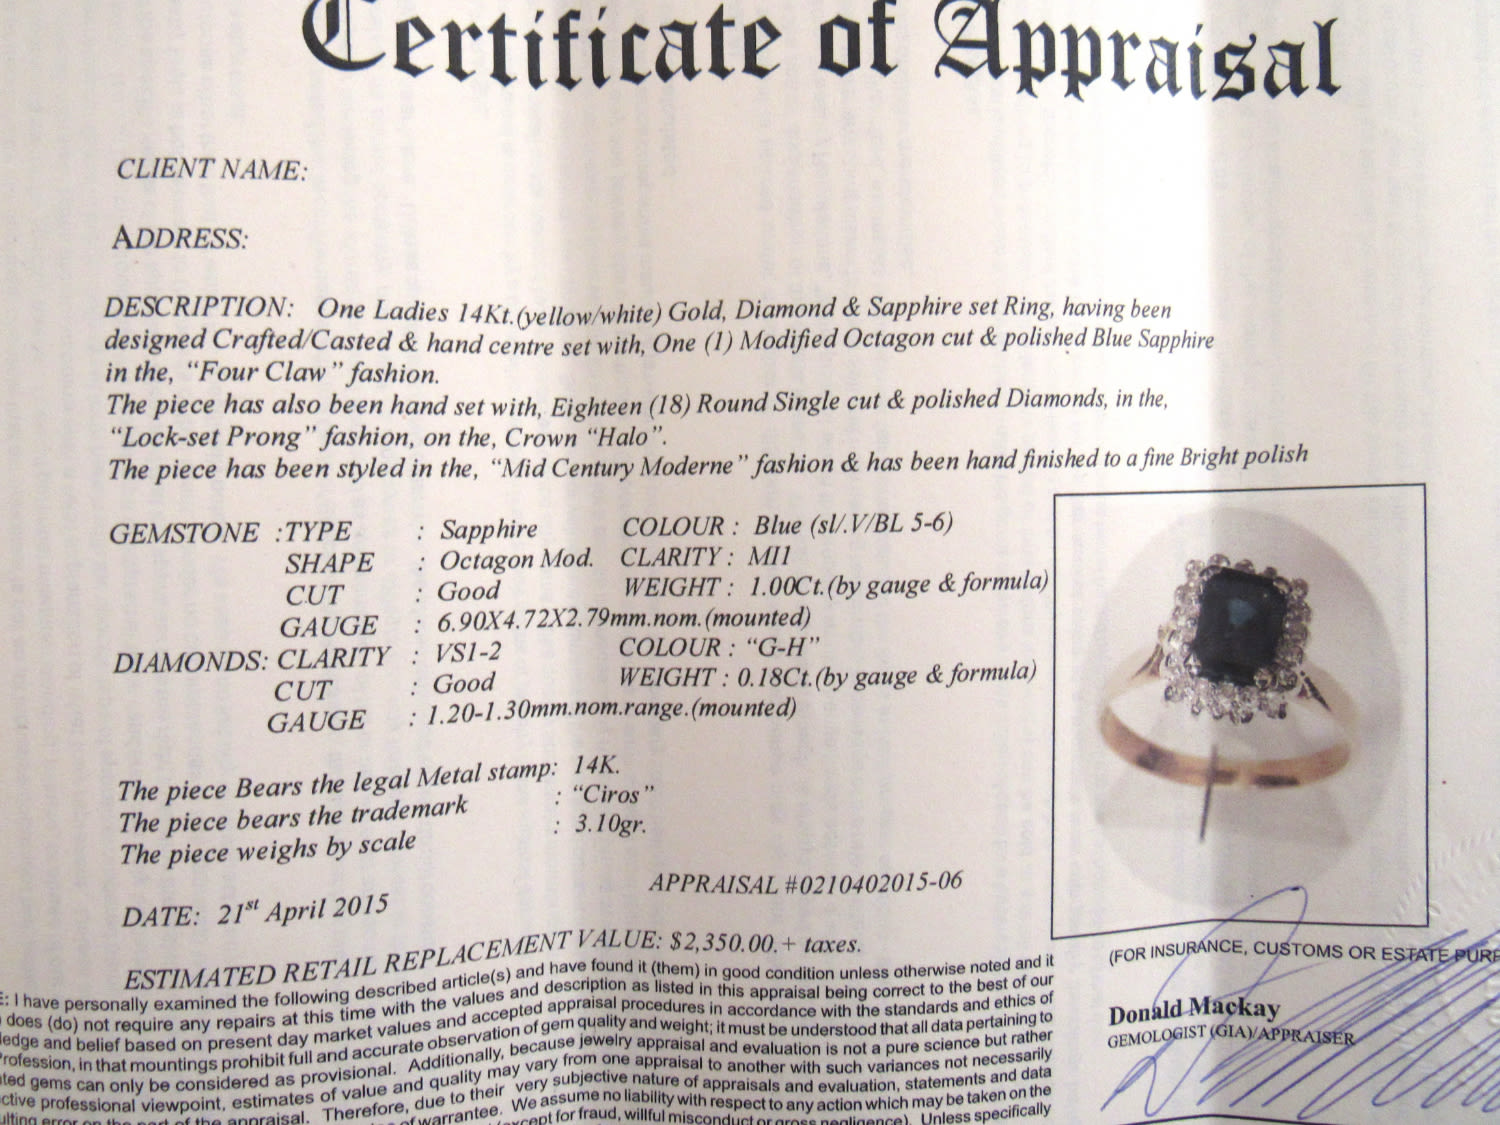 Certificate of Appraisal
CLIENT NAME:
ADDRESS:
DESCRIPTION: One Ladies 14Kt.(yellow/white) Gold, Diamond & Sapphire set Ring, having been
designed Crafted/Casted & hand centre set with, One (1) Modified Octagon cut & polished Blue Sapphire
in the, "Four Claw" fashion.
The piece has also been hand set with, Eighteen (18) Round Single cut & polished Diamonds, in the,
"Lock-set Prong" fashion, on the, Crown "Halo".
The piece has been styled in the, "Mid Century Moderne" fashion & has been hand finished to a fine Bright polish
GEMSTONE :TYPE : Sapphire COLOUR : Blue (sl/.V/BL 5-6)
SHAPE : Octagon Mod. CLARITY : MI1
CUT : Good WEIGHT : 1.00Ct.(by gauge & formula)
GAUGE : 6.90X4.72X2.79mm.nom.(mounted)
DIAMONDS: CLARITY : VS1-2 COLOUR : "G-H"
CUT : Good WEIGHT : 0.18Ct.(by gauge & formula)
GAUGE : 1.20-1.30mm.nom.range.(mounted)
The piece Bears the legal Metal stamp: 14K.
The piece bears the trademark : "Ciros"
The piece weighs by scale : 3.10gr.
APPRAISAL #0210402015-06
DATE: 21st April 2015
ESTIMATED RETAIL REPLACEMENT VALUE: $2,350.00.+ taxes.
(FOR INSURANCE, CUSTOMS OR ESTATE PURP
Donald Mackay
GEMOLOGIST (GIA)/APPRAISER
E: I have personally examined the following described article(s) and have found it (them) in good condition unless otherwise noted and it
does (do) not require any repairs at this time with the values and description as listed in this appraisal being correct to the best of our
ledge and belief based on present day market values and accepted appraisal procedures in accordance with the standards and ethics of
rofession, in that mountings prohibit full and accurate observation of gem quality and weight; it must be understood that all data pertaining to
ted gems can only be considered as provisional. Additionally, because jewelry appraisal and evaluation is not a pure science but rather
ctive professional viewpoint, estimates of value and quality may vary from one appraisal to another with such variances not necessarily
ulting error on the part of the appraisal. Therefore, due to their very subjective nature of appraisals and evaluation, statements and data
of warrantee. We assume no liability with respect to any action which may be taken on the
(except for fraud, willful misconduct or gross negligence). Unless specifically